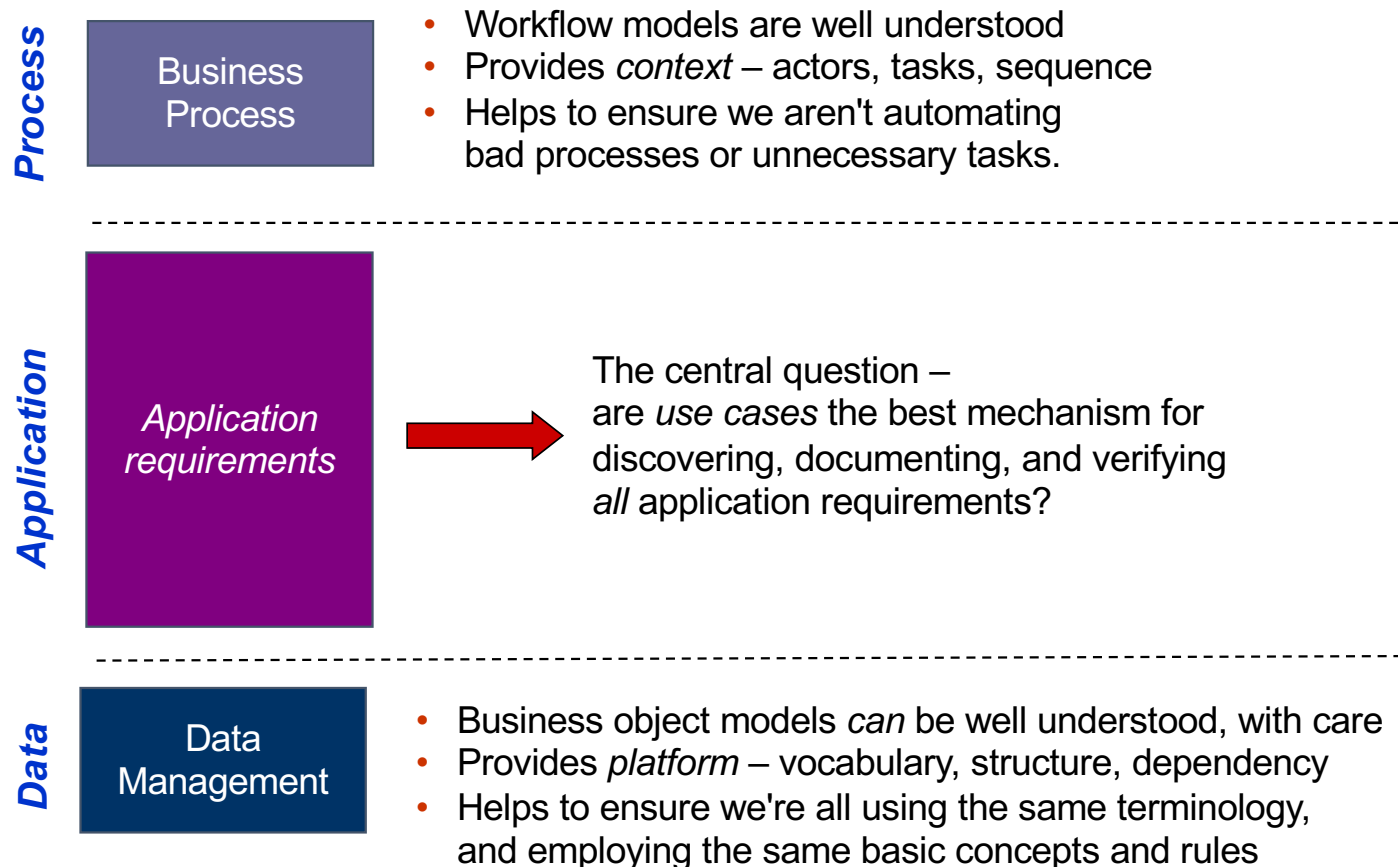 Process
Business
Process
• Workflow models are well understood
• Provides context – actors, tasks, sequence
• Helps to ensure we aren't automating
bad processes or unnecessary tasks.
Application
Application
requirements
The central question –
are use cases the best mechanism for
discovering, documenting, and verifying
all application requirements?
Data
Data
Management
• Business object models can be well understood, with care
• Provides platform – vocabulary, structure, dependency
• Helps to ensure we're all using the same terminology,
and employing the same basic concepts and rules